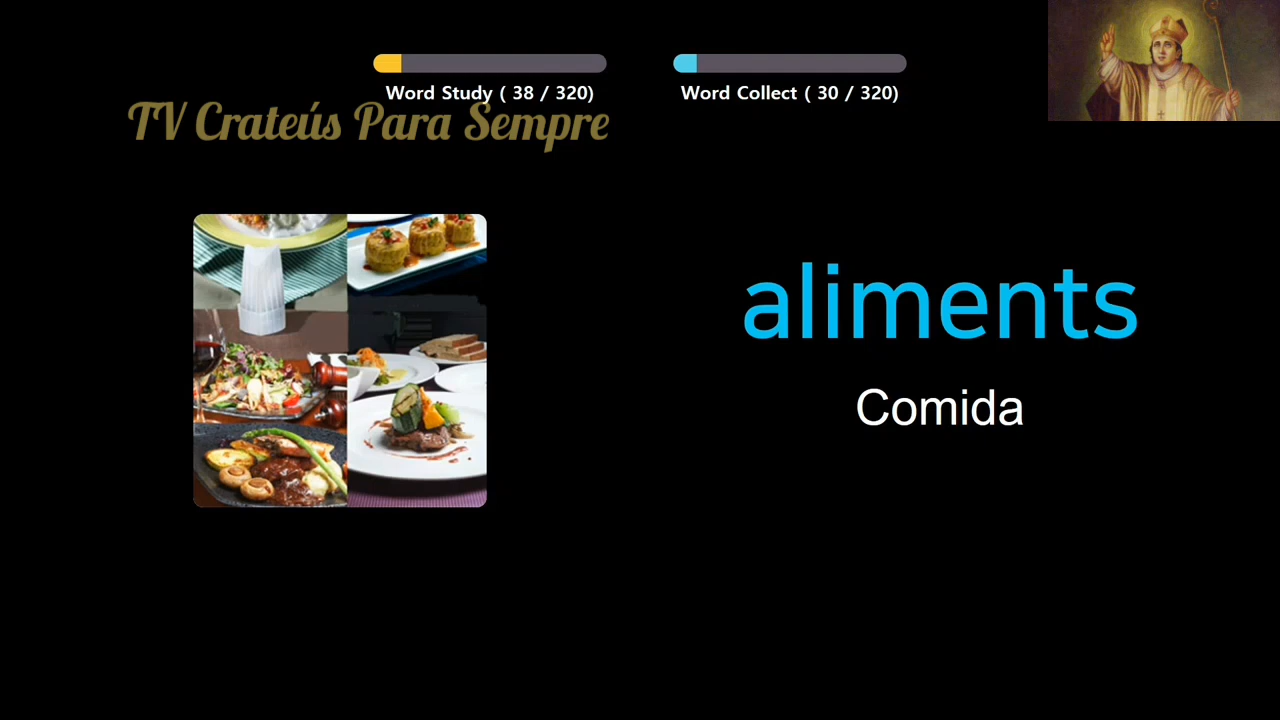 Word Study ( 38 / 320)
Word Collect ( 30 / 320)
TV Crateús Para Sempre
aliments
Comida